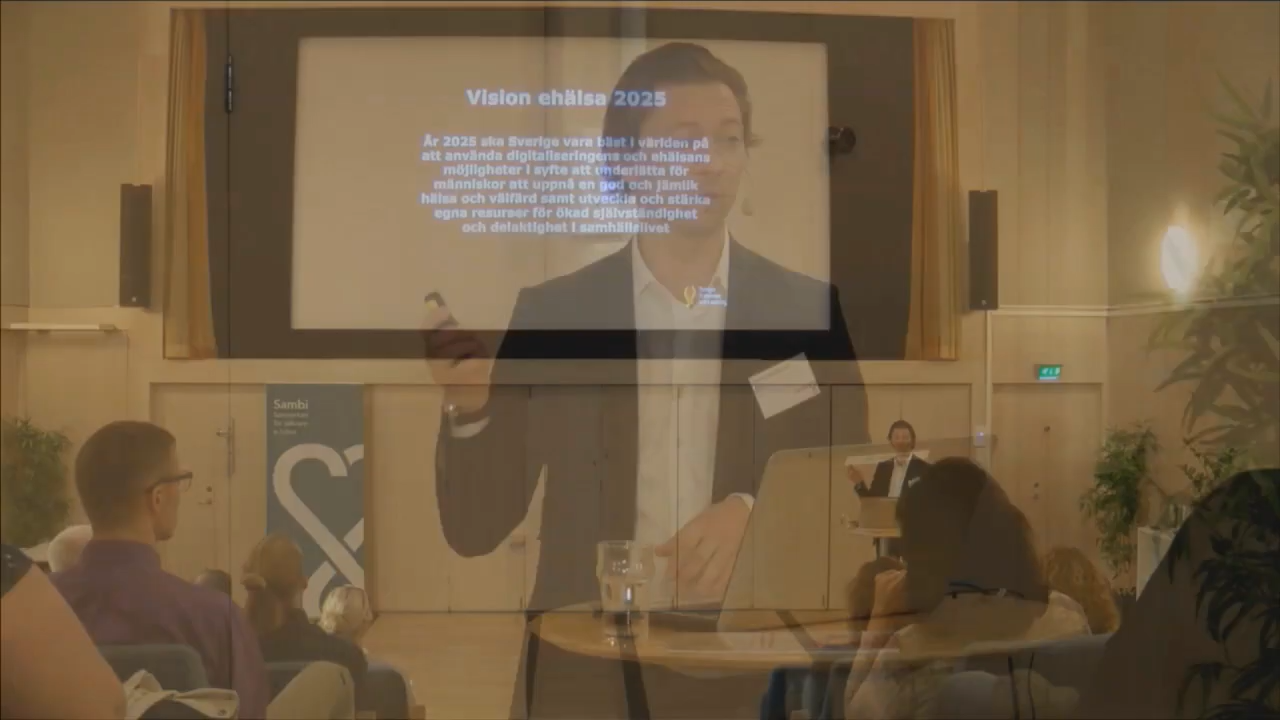 Vision ehälsa 2025
År 2025 ska Sverige vara bäst i världen på
att använda digitaliseringens och ehälsans
möjligheter i syfte att underlätta för
människor att uppnå en god och jämlik
hälsa och välfärd samt utveckla och stärka
egna resurser för ökad självständighet
och delaktighet i samhällslivet
Sambi